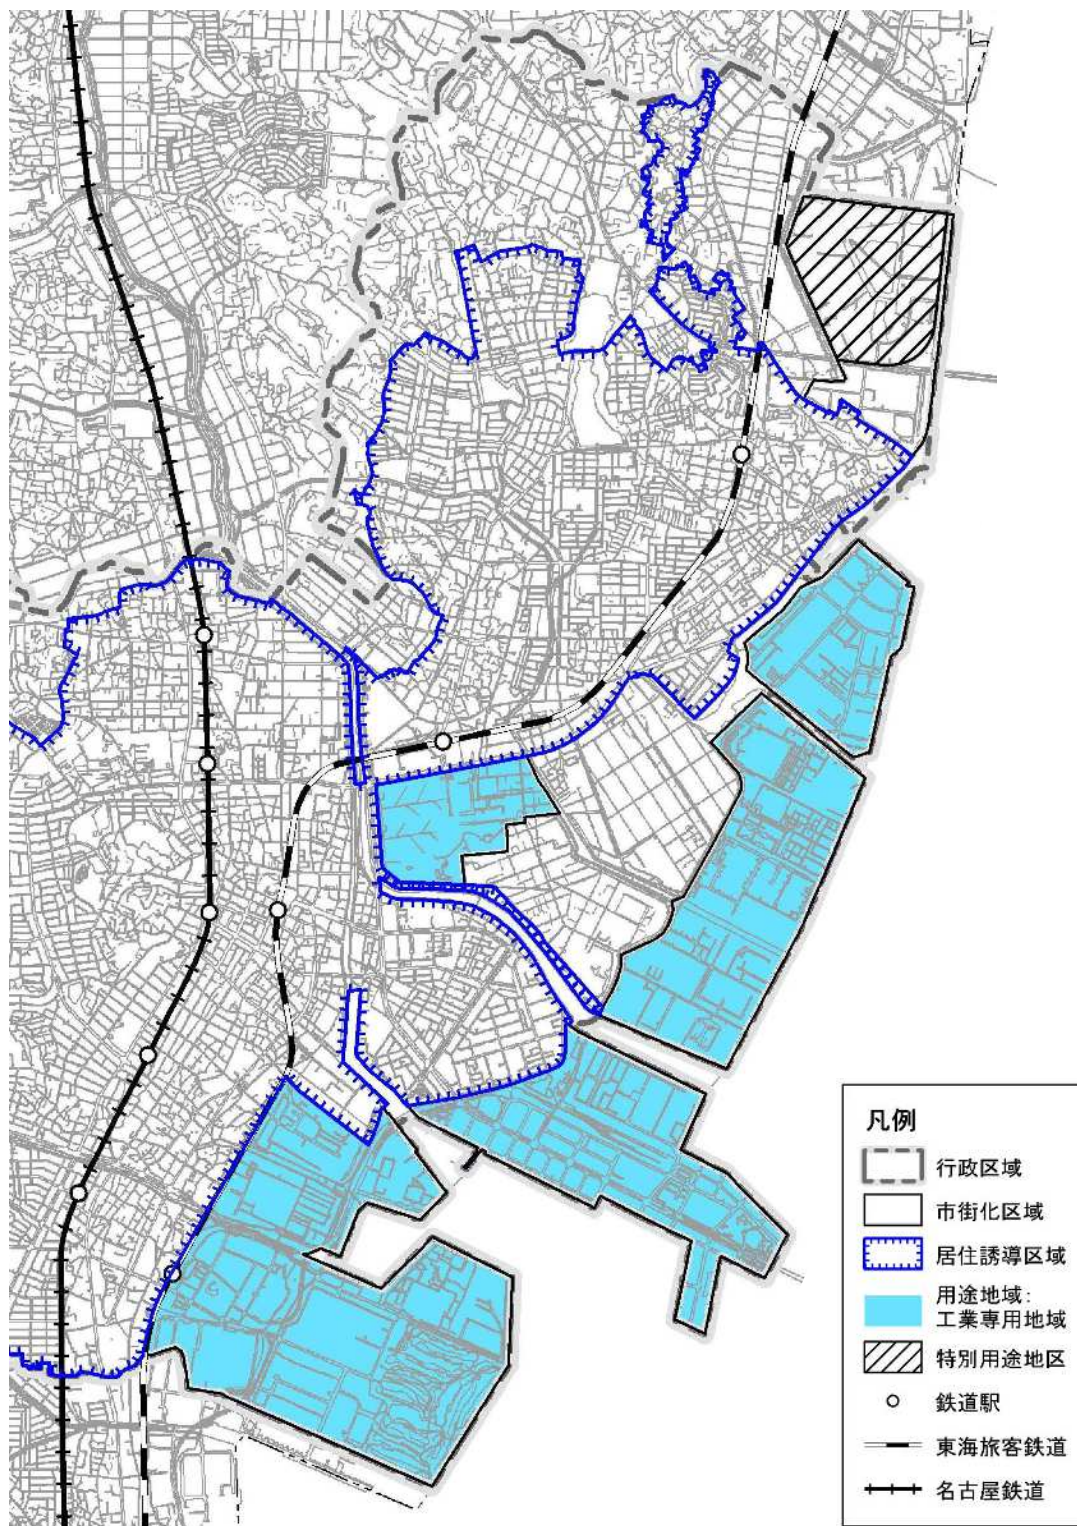 凡例
行政区域
市街化区域
居住誘導区域
用途地域：
工業専用地域
特別用途地区
鉄道駅
東海旅客鉄道
名古屋鉄道